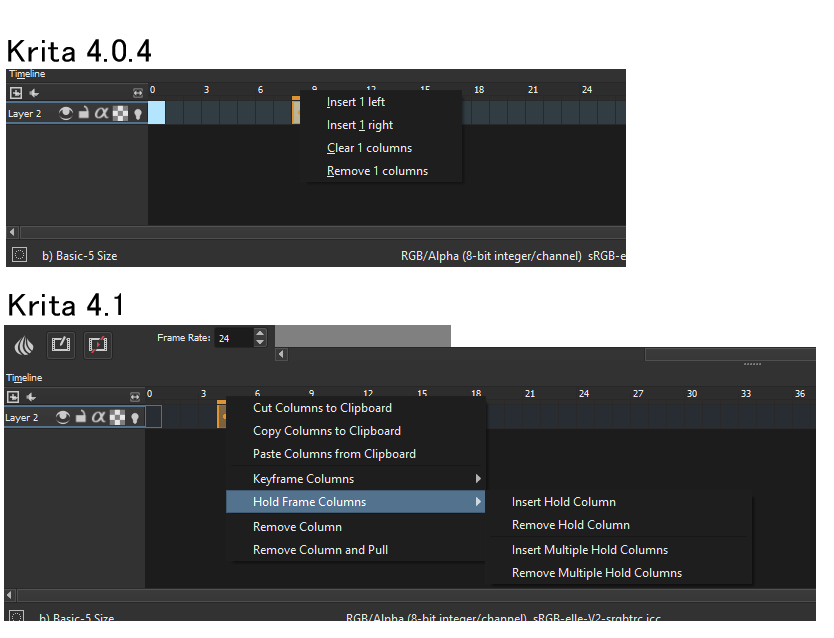 Krita 4.0.4
Timeline
0 3 6 9 12 15 18 21 24
Layer 2
Insert 1 left
Insert 1 right
Clear 1 columns
Remove 1 columns
b) Basic-5 Size
RGB/Alpha (8-bit integer/channel) sRGB-e
Krita 4.1
Frame Rate: 24
Timeline
0 3 6 9 12 15 18 21 24 27 30 33 36
Layer 2
Cut Columns to Clipboard
Copy Columns to Clipboard
Paste Columns from Clipboard
Keyframe Columns
Hold Frame Columns
Insert Hold Column
Remove Column
Remove Hold Column
Remove Column and Pull
Insert Multiple Hold Columns
Remove Multiple Hold Columns
b) Basic-5 Size
RGB/Alpha (8-bit integer/channel) sRGB-elle-V2-srgbtrc.icc